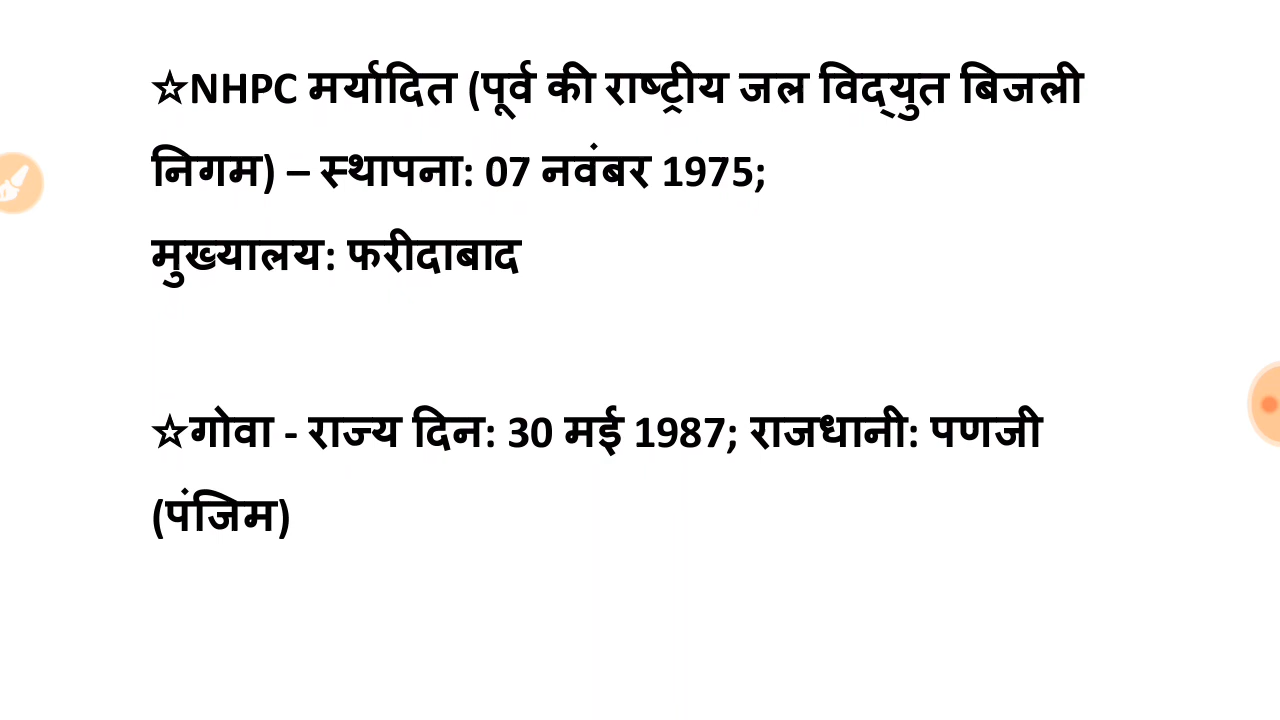 ☆NHPC मर्यादित (पूर्व की राष्ट्रीय जल विद्युत बिजली
निगम) – स्थापना: 07 नवंबर 1975;
मुख्यालय: फरीदाबाद
☆गोवा - राज्य दिन: 30 मई 1987; राजधानी: पणजी
(पंजिम)